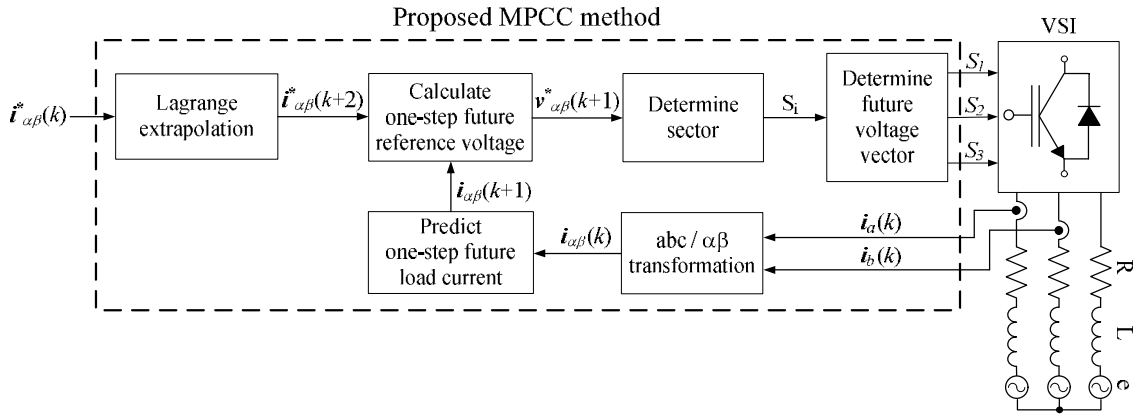 Proposed MPCC method
VSI
i*αβ(k)
Lagrange
extrapolation
i*αβ(k+2)
Calculate
one-step future
reference voltage
v*αβ(k+1)
Determine
sector
Si
Determine
future
voltage
vector
S1
S2
S3
iαβ(k+1)
Predict
one-step future
load current
iαβ(k)
abc / αβ
transformation
ia(k)
ib(k)
R
L
e